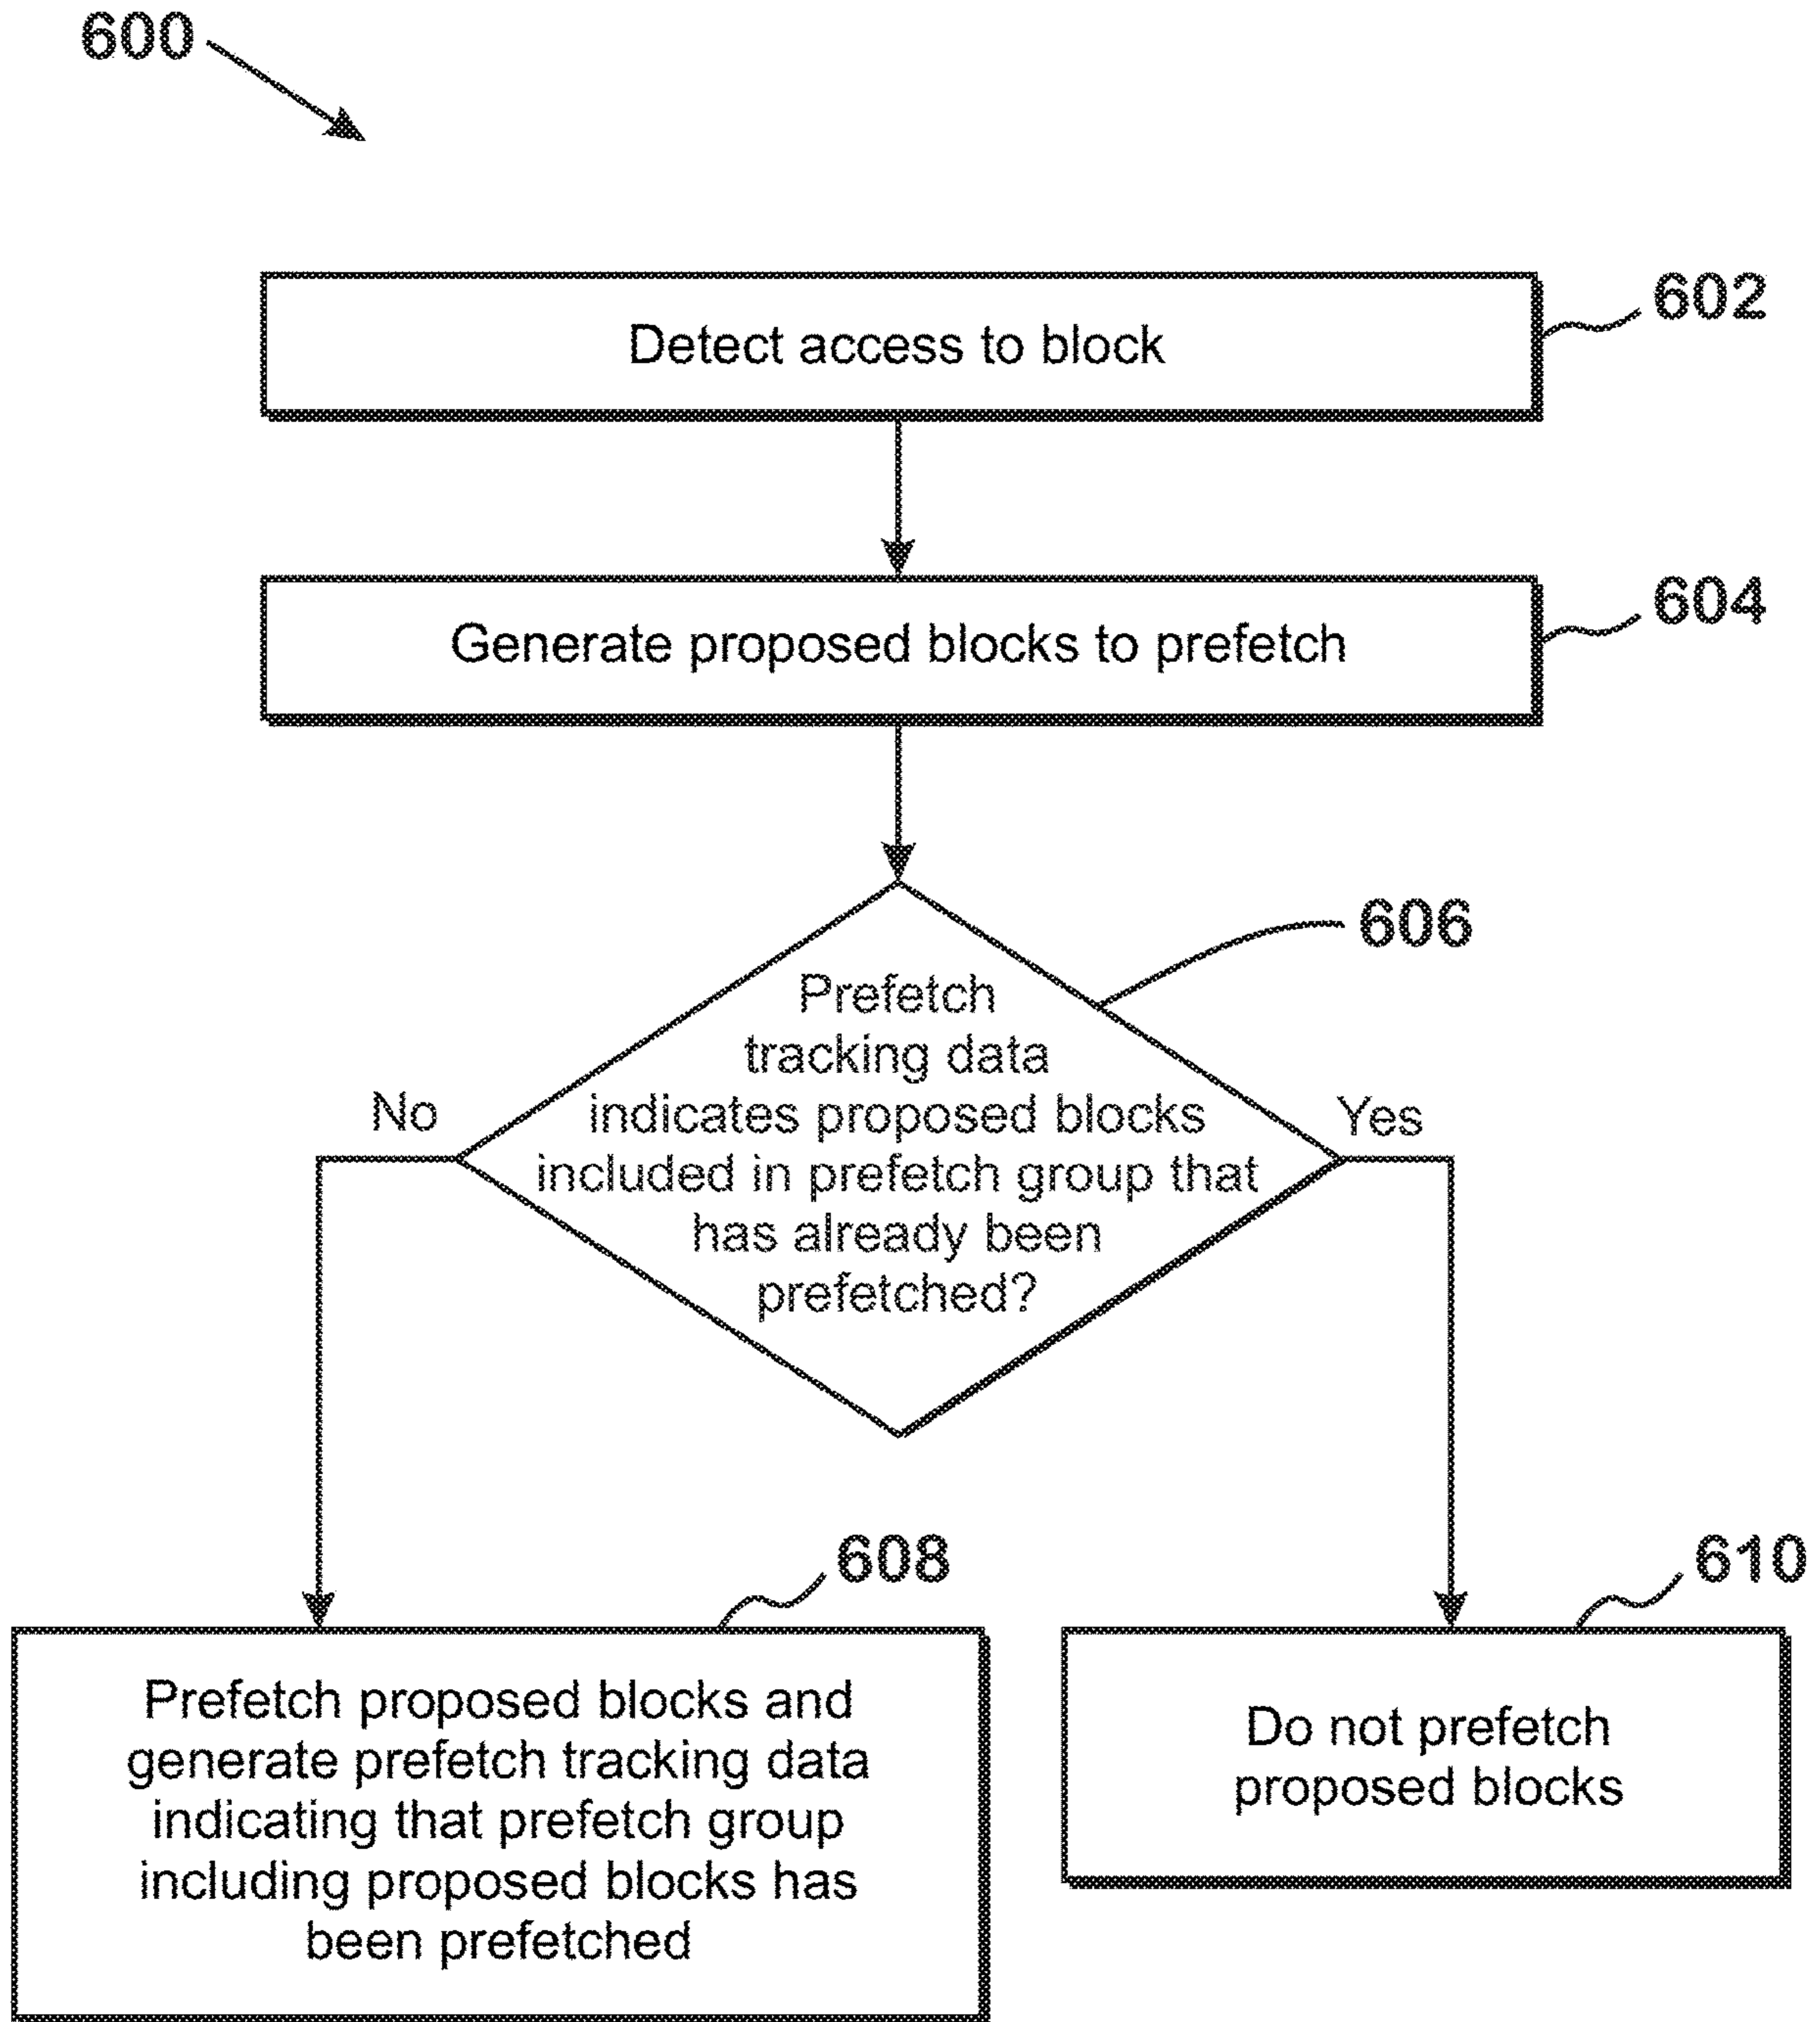 600
Detect access to block
602
Generate proposed blocks to prefetch
604
606
Prefetch
tracking data
indicates proposed blocks
included in prefetch group that
has already been
prefetched?
No
Yes
608
Prefetch proposed blocks and
generate prefetch tracking data
indicating that prefetch group
including proposed blocks has
been prefetched
610
Do not prefetch
proposed blocks